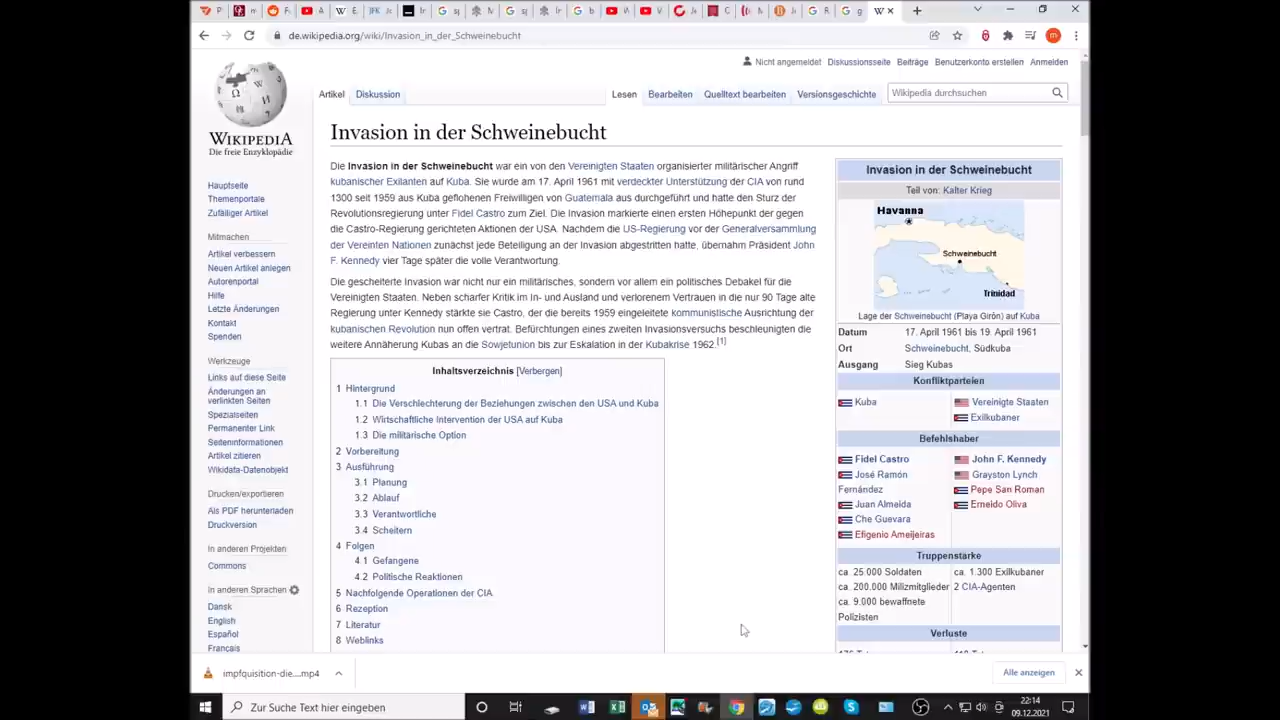 de.wikipedia.org/wiki/Invasion_in_der_Schweinebucht
Nicht angemeldet Diskussionsseite Beiträge Benutzerkonto erstellen Anmelden
Artikel Diskussion Lesen Bearbeiten Quelltext bearbeiten Versionsgeschichte Wikipedia durchsuchen
WIKIPEDIA
Die freie Enzyklopädie
Hauptseite
Themenportale
Zufälliger Artikel
Mitmachen
Artikel verbessern
Neuen Artikel anlegen
Autorenportal
Hilfe
Letzte Änderungen
Kontakt
Spenden
Werkzeuge
Links auf diese Seite
Änderungen an
verlinkten Seiten
Spezialseiten
Permanenter Link
Seiteninformationen
Artikel zitieren
Wikidata-Datenobjekt
Drucken/exportieren
Als PDF herunterladen
Druckversion
In anderen Projekten
Commons
In anderen Sprachen
Dansk
English
Español
Français
Invasion in der Schweinebucht
Die Invasion in der Schweinebucht war ein von den Vereinigten Staaten organisierter militärischer Angriff
kubanischer Exilanten auf Kuba. Sie wurde am 17. April 1961 mit verdeckter Unterstützung der CIA von rund
1300 seit 1959 aus Kuba geflohenen Freiwilligen von Guatemala aus durchgeführt und hatte den Sturz der
Revolutionsregierung unter Fidel Castro zum Ziel. Die Invasion markierte einen ersten Höhepunkt der gegen
die Castro-Regierung gerichteten Aktionen der USA. Nachdem die US-Regierung vor der Generalversammlung
der Vereinten Nationen zunächst jede Beteiligung an der Invasion abgestritten hatte, übernahm Präsident John
F. Kennedy vier Tage später die volle Verantwortung.
Die gescheiterte Invasion war nicht nur ein militärisches, sondern vor allem ein politisches Debakel für die
Vereinigten Staaten. Neben scharfer Kritik im In- und Ausland und verlorenem Vertrauen in die nur 90 Tage alte
Regierung unter Kennedy stärkte sie Castro, der die bereits 1959 eingeleitete kommunistische Ausrichtung der
kubanischen Revolution nun offen vertrat. Befürchtungen eines zweiten Invasionsversuchs beschleunigten die
weitere Annäherung Kubas an die Sowjetunion bis zur Eskalation in der Kubakrise 1962.[1]
Inhaltsverzeichnis [Verbergen]
1 Hintergrund
1.1 Die Verschlechterung der Beziehungen zwischen den USA und Kuba
1.2 Wirtschaftliche Intervention der USA auf Kuba
1.3 Die militärische Option
2 Vorbereitung
3 Ausführung
3.1 Planung
3.2 Ablauf
3.3 Verantwortliche
3.4 Scheitern
4 Folgen
4.1 Gefangene
4.2 Politische Reaktionen
5 Nachfolgende Operationen der CIA
6 Rezeption
7 Literatur
8 Weblinks
Invasion in der Schweinebucht
Teil von: Kalter Krieg
Havanna
Schweinebucht
Trinidad
Lage der Schweinebucht (Playa Girón) auf Kuba
Datum 17. April 1961 bis 19. April 1961
Ort Schweinebucht, Südkuba
Ausgang Sieg Kubas
Konfliktparteien
Kuba
Vereinigte Staaten
Exilkubaner
Befehlshaber
Fidel Castro
José Ramón
Fernández
Juan Almeida
Che Guevara
Efigenio Ameijeiras
John F. Kennedy
Grayston Lynch
Pepe San Roman
Erneido Oliva
Truppenstärke
ca. 25.000 Soldaten
ca. 200.000 Milizmitglieder
ca. 9.000 bewaffnete
Polizisten
ca. 1.300 Exilkubaner
2 CIA-Agenten
Verluste
impfquisition-die....mp4
Alle anzeigen
Zur Suche Text hier eingeben
22:14
09.12.2021